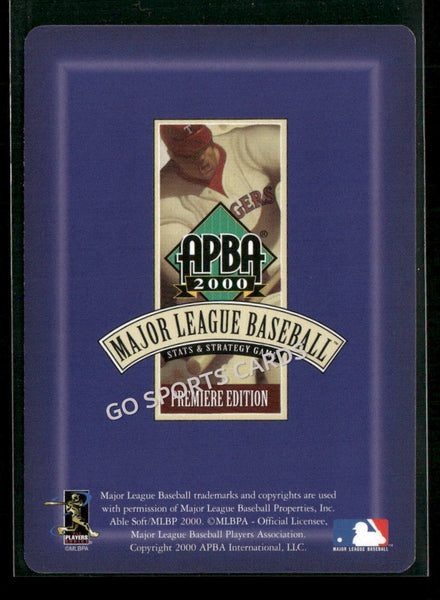 T
GERS
APBA®
2000
MAJOR LEAGUE BASEBALL™
STATS & STRATEGY GAME
GO SPORTS CARDS
PREMIERE EDITION
Major League Baseball trademarks and copyrights are used
with permission of Major League Baseball Properties, Inc.
Able Soft/MLBP 2000. ©MLBPA - Official Licensee,
Major League Baseball Players Association.
Copyright 2000 APBA International, LLC.
PLAYERS
CHOICE
©MLBPA
MAJOR LEAGUE BASEBALL